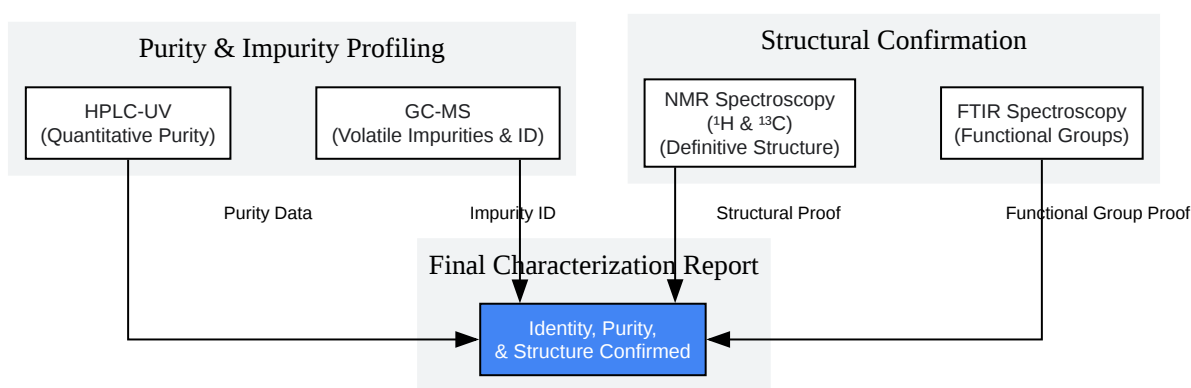 Purity & Impurity Profiling
HPLC-UV
(Quantitative Purity)
GC-MS
(Volatile Impurities & ID)
Structural Confirmation
NMR Spectroscopy
(¹H & ¹³C)
(Definitive Structure)
FTIR Spectroscopy
(Functional Groups)
Purity Data
Impurity ID
Structural Proof
Functional Group Proof
Final Characterization Report
Identity, Purity,
& Structure Confirmed